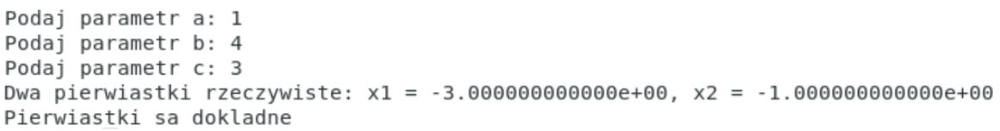 Podaj parametr a: 1
Podaj parametr b: 4
Podaj parametr c: 3
Dwa pierwiastki rzeczywiste: x1 = -3.000000000000e+00, x2 = -1.000000000000e+00
Pierwiastki sa dokladne